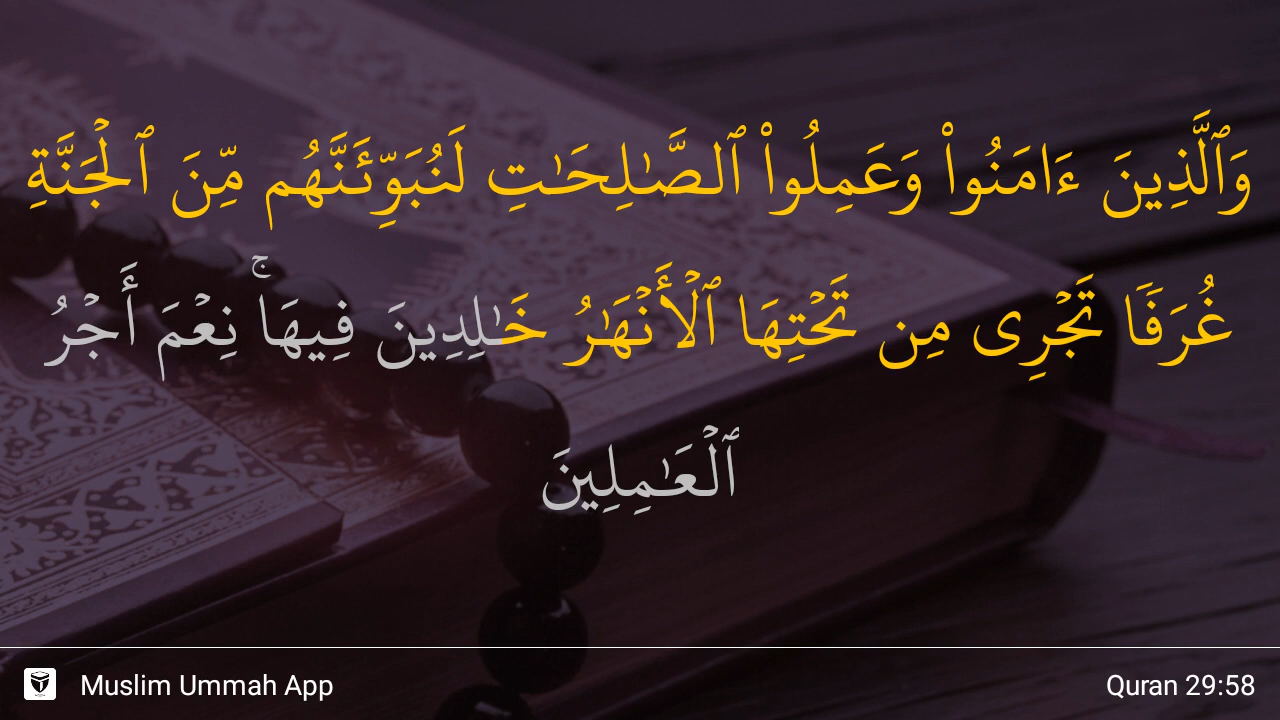 وَٱلَّذِينَ ءَامَنُوا۟ وَعَمِلُوا۟ ٱلصَّـٰلِحَـٰتِ لَنُبَوِّئَنَّهُم مِّنَ ٱلْجَنَّةِ
غُرَفًا تَجْرِى مِن تَحْتِهَا ٱلْأَنْهَـٰرُ خَـٰلِدِينَ فِيهَا ۚ نِعْمَ أَجْرُ
ٱلْعَـٰمِلِينَ
Muslim Ummah App
Quran 29:58